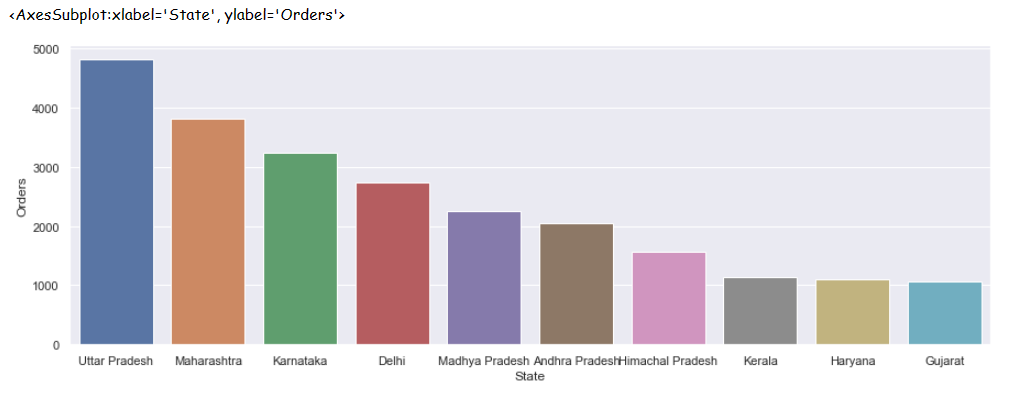 <AxesSubplot:xlabel='State', ylabel='Orders'>
5000
4000
3000
2000
1000
0
Orders
Uttar Pradesh Maharashtra Karnataka Delhi Madhya Pradesh Andhra Pradesh Himachal Pradesh Kerala Haryana Gujarat
State